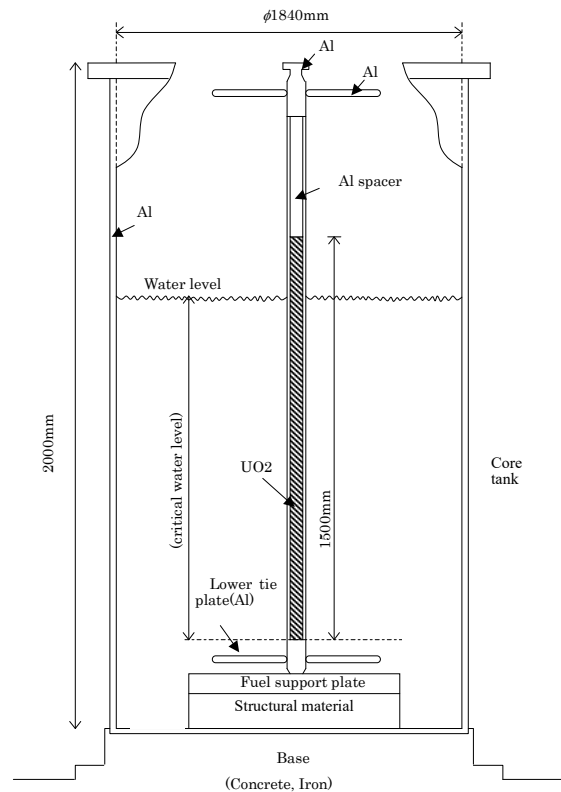 ϕ1840mm
Al
Al
Al spacer
Al
Water level
2000mm
(critical water level)
UO2
1500mm
Core
tank
Lower tie
plate(Al)
Fuel support plate
Structural material
Base
(Concrete, Iron)